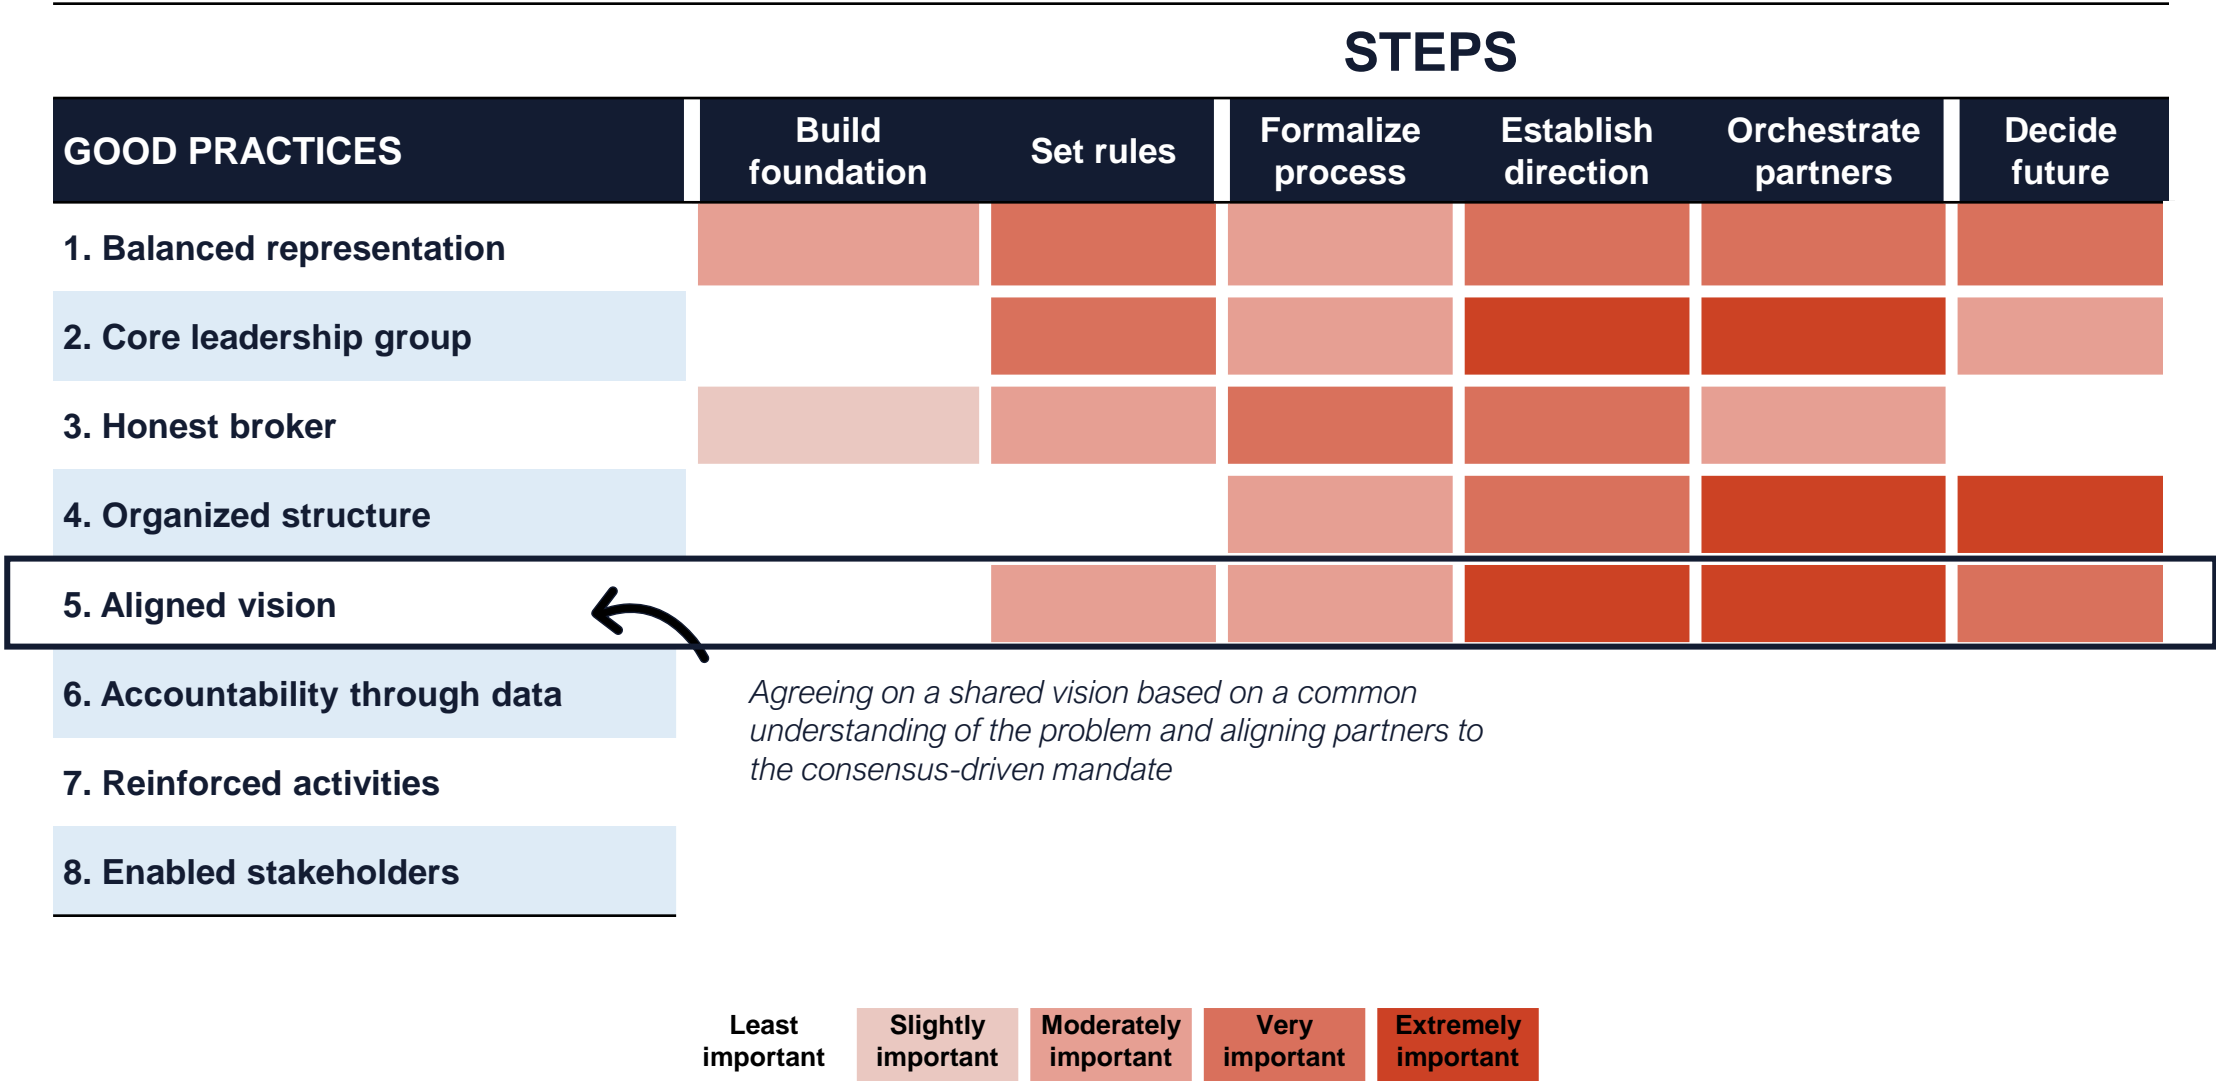 STEPS
GOOD PRACTICES
Build
foundation
Set rules
Formalize
process
Establish
direction
Orchestrate
partners
Decide
future
1. Balanced representation
2. Core leadership group
3. Honest broker
4. Organized structure
5. Aligned vision
6. Accountability through data
7. Reinforced activities
8. Enabled stakeholders
Agreeing on a shared vision based on a common
understanding of the problem and aligning partners to
the consensus-driven mandate
Least
important
Slightly
important
Moderately
important
Very
important
Extremely
important